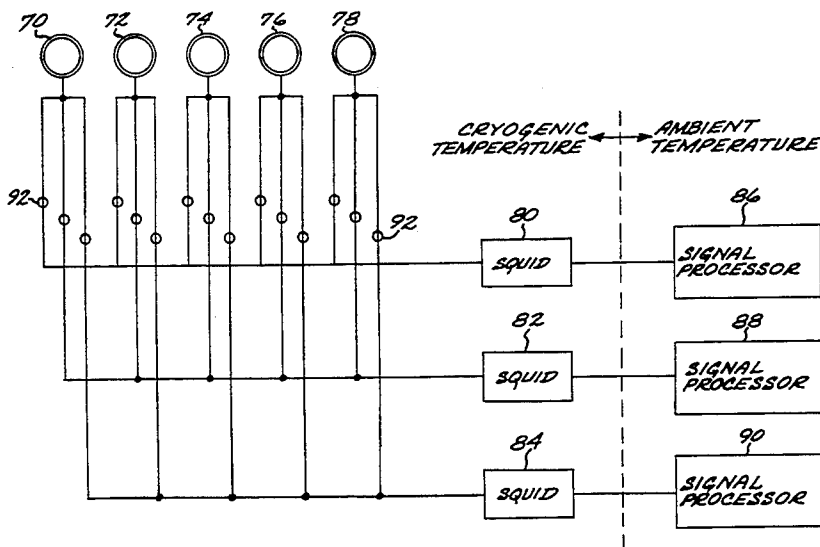 70 72 74 76 78
CRYOGENIC TEMPERATURE
AMBIENT TEMPERATURE
92
92
80
SQUID
86
SIGNAL
PROCESSOR
82
SQUID
88
SIGNAL
PROCESSOR
84
SQUID
90
SIGNAL
PROCESSOR